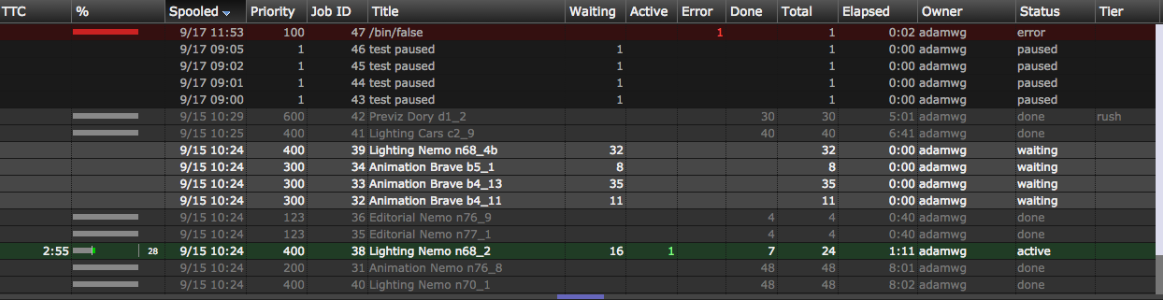 TTC % Spooled Priority Job ID Title Waiting Active Error Done Total Elapsed Owner Status Tier
9/17 11:53 100 47 /bin/false 1 1 0:02 adamwg error
9/17 09:05 1 46 test paused 1 1 0:00 adamwg paused
9/17 09:02 1 45 test paused 1 1 0:00 adamwg paused
9/17 09:01 1 44 test paused 1 1 0:00 adamwg paused
9/17 09:00 1 43 test paused 1 1 0:00 adamwg paused
9/15 10:29 600 42 Previz Dory d1_2 30 30 5:01 adamwg done rush
9/15 10:25 400 41 Lighting Cars c2_9 40 40 6:41 adamwg done
9/15 10:24 400 39 Lighting Nemo n68_4b 32 32 0:00 adamwg waiting
9/15 10:24 300 34 Animation Brave b5_1 8 8 0:00 adamwg waiting
9/15 10:24 300 33 Animation Brave b4_13 35 35 0:00 adamwg waiting
9/15 10:24 300 32 Animation Brave b4_11 11 11 0:00 adamwg waiting
9/15 10:24 123 36 Editorial Nemo n76_9 4 4 0:40 adamwg done
9/15 10:24 123 35 Editorial Nemo n77_1 4 4 0:40 adamwg done
2:55 28 9/15 10:24 400 38 Lighting Nemo n68_2 16 1 7 24 1:11 adamwg active
9/15 10:24 200 31 Animation Nemo n76_8 48 48 8:01 adamwg done
9/15 10:24 400 40 Lighting Nemo n70_1 48 48 8:02 adamwg done